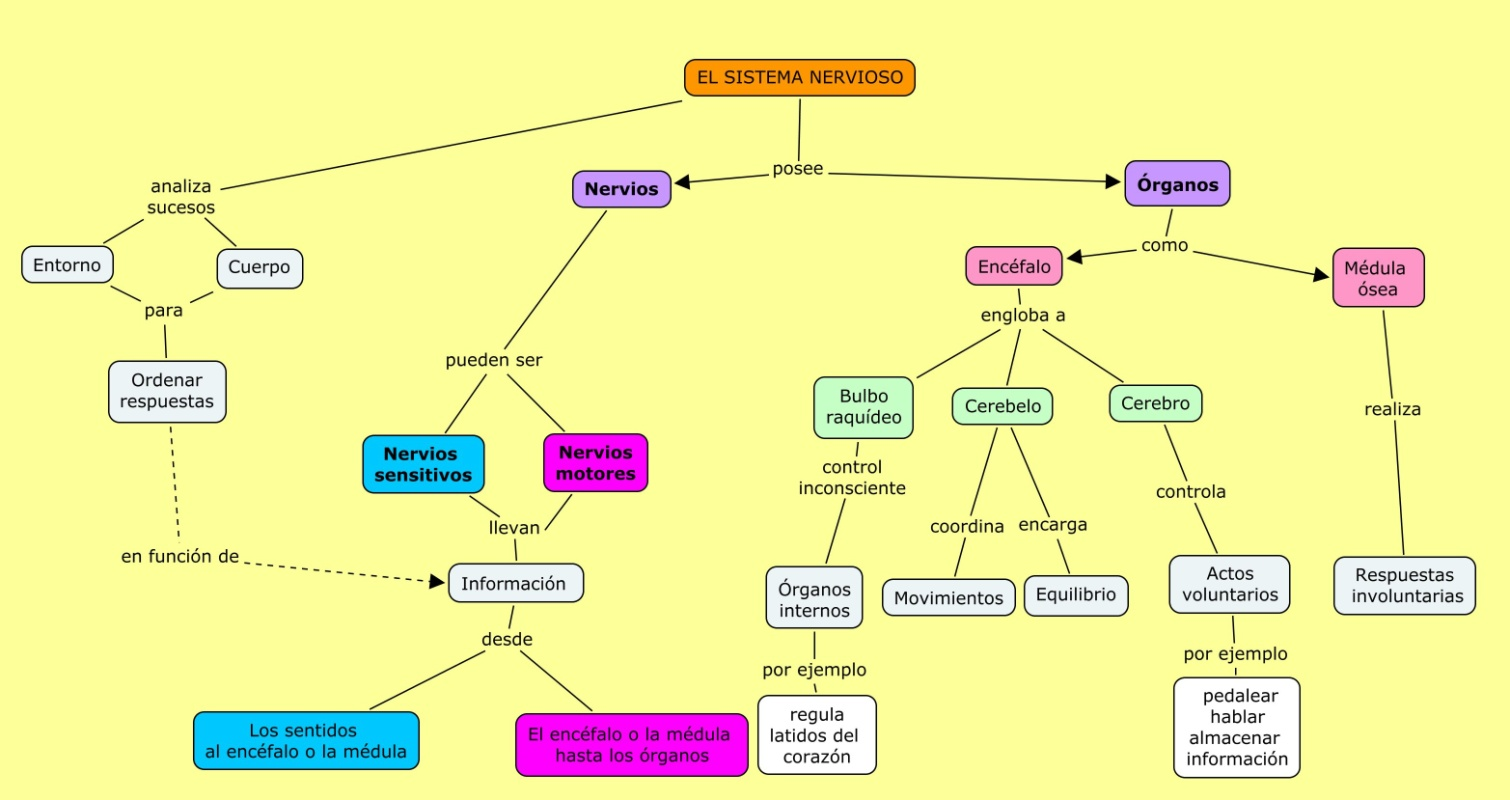 EL SISTEMA NERVIOSO
posee
analiza
sucesos
Nervios
Órganos
Entorno
Cuerpo
como
Encéfalo
Médula
ósea
para
engloba a
pueden ser
Ordenar
respuestas
Bulbo
raquídeo
Cerebelo
Cerebro
realiza
Nervios
sensitivos
Nervios
motores
control
inconsciente
controla
llevan
coordina
encarga
en función de
Información
Órganos
internos
Movimientos
Equilibrio
Actos
voluntarios
Respuestas
involuntarias
desde
por ejemplo
por ejemplo
Los sentidos
al encéfalo o la médula
El encéfalo o la médula
hasta los órganos
regula
latidos del
corazón
pedalear
hablar
almacenar
información